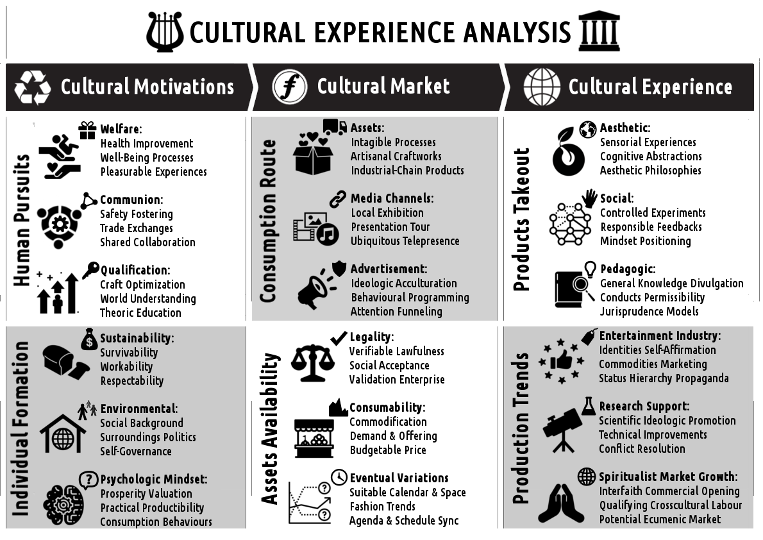 CULTURAL EXPERIENCE ANALYSIS
Cultural Motivations
Cultural Market
Cultural Experience
Human Pursuits
Welfare:
Health Improvement
Well-Being Processes
Pleasurable Experiences
Communion:
Safety Fostering
Trade Exchanges
Shared Collaboration
Qualification:
Craft Optimization
World Understanding
Theoric Education
Individual Formation
Sustainability:
Survivability
Workability
Respectability
Environmental:
Social Background
Surroundings Politics
Self-Governance
Psychologic Mindset:
Prosperity Valuation
Practical Productibility
Consumption Behaviours
Consumption Route
Assets:
Intagible Processes
Artisanal Craftworks
Industrial-Chain Products
Media Channels:
Local Exhibition
Presentation Tour
Ubiquitous Telepresence
Advertisement:
Ideologic Acculturation
Behavioural Programming
Attention Funneling
Assets Availability
Legality:
Verifiable Lawfulness
Social Acceptance
Validation Enterprise
Consumability:
Commodification
Demand & Offering
Budgetable Price
Eventual Variations
Suitable Calendar & Space
Fashion Trends
Agenda & Schedule Sync
Products Takeout
Aesthetic:
Sensorial Experiences
Cognitive Abstractions
Aesthetic Philosophies
Social:
Controlled Experiments
Responsible Feedbacks
Mindset Positioning
Pedagogic:
General Knowledge Divulgation
Conducts Permissibility
Jurisprudence Models
Production Trends
Entertainment Industry:
Identities Self-Affirmation
Commodities Marketing
Status Hierarchy Propaganda
Research Support:
Scientific Ideologic Promotion
Technical Improvements
Conflict Resolution
Spiritualist Market Growth:
Interfaith Commercial Opening
Qualifying Crosscultural Labour
Potential Ecumenic Market